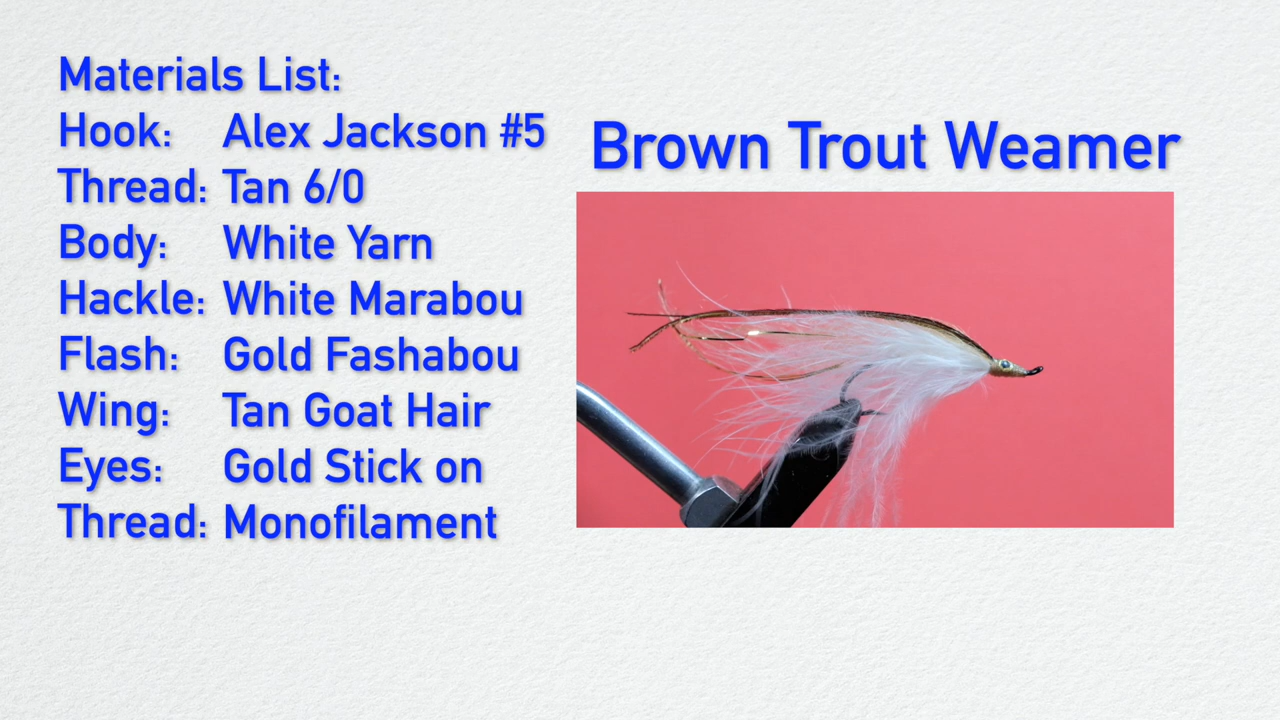 Materials List:
Hook: Alex Jackson #5
Thread: Tan 6/0
Body: White Yarn
Hackle: White Marabou
Flash: Gold Fashabou
Wing: Tan Goat Hair
Eyes: Gold Stick on
Thread: Monofilament
Brown Trout Weamer